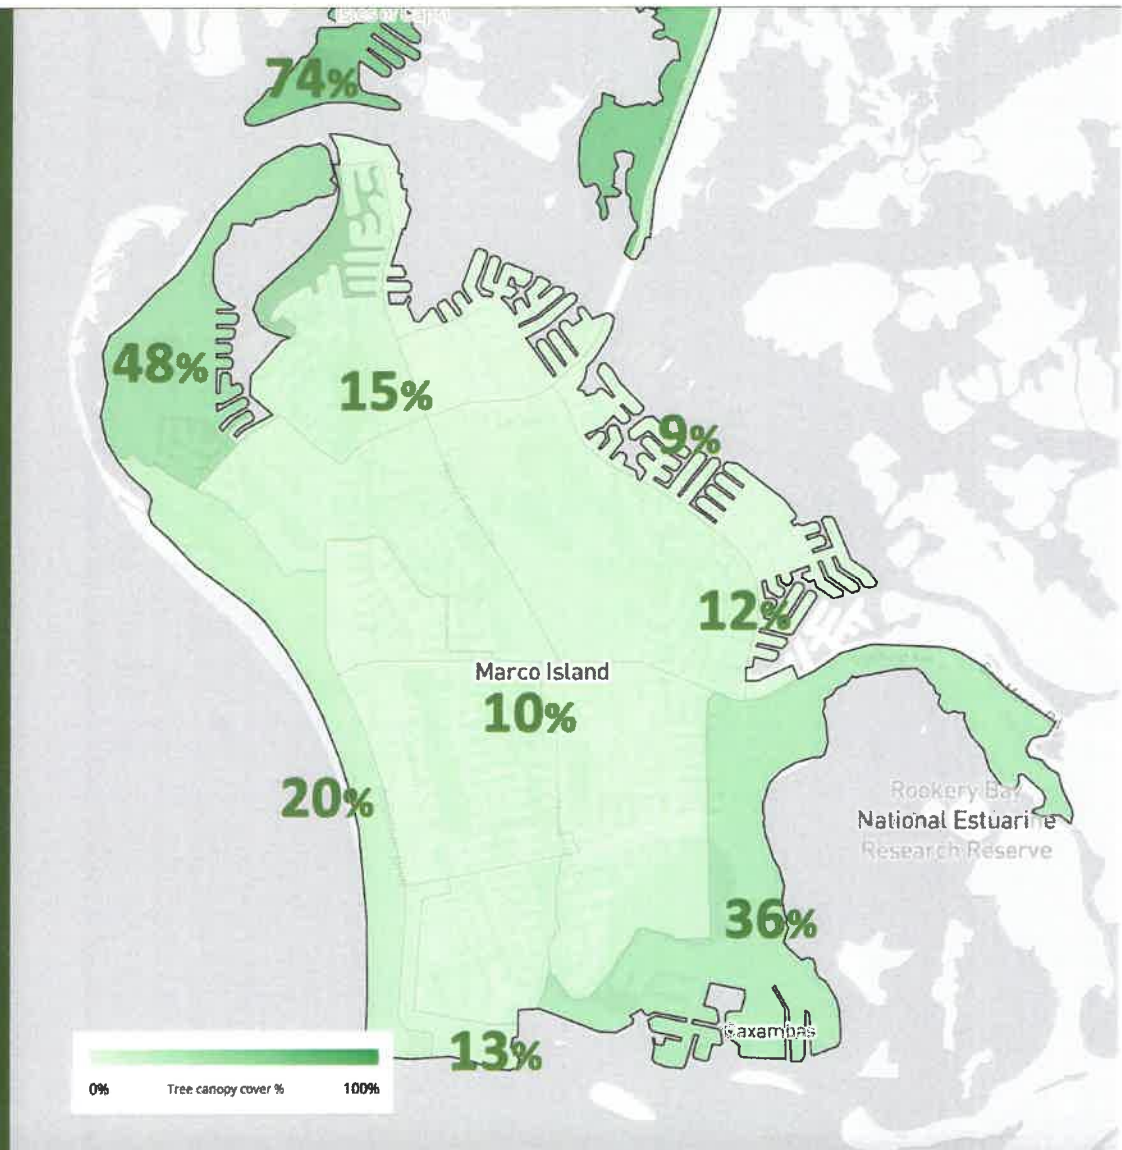 74%
48%
15%
9%
12%
Marco Island
10%
20%
Rookery Bay
National Estuarine
Research Reserve
36%
Caxambas
13%
0% Tree canopy cover % 100%